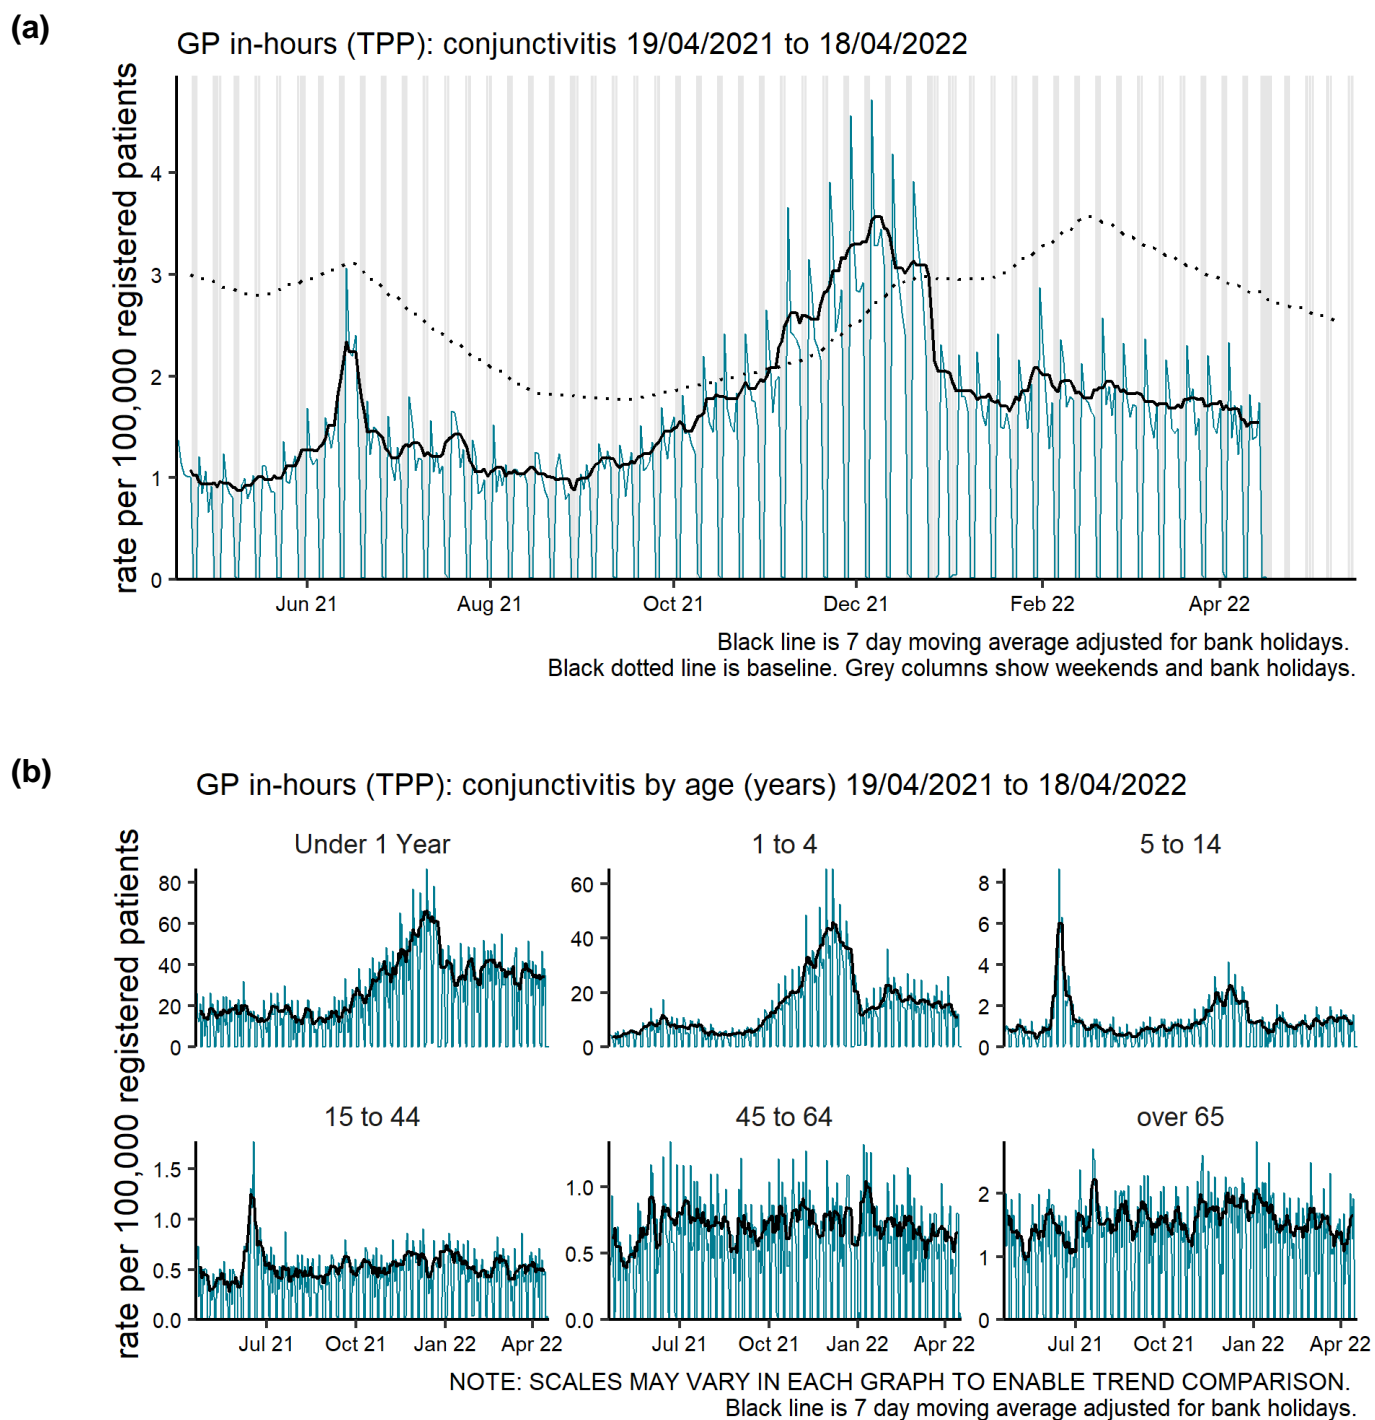 (a)
GP in-hours (TPP): conjunctivitis 19/04/2021 to 18/04/2022
rate per 100,000 registered patients
4
3
2
1
0
Jun 21 Aug 21 Oct 21 Dec 21 Feb 22 Apr 22
Black line is 7 day moving average adjusted for bank holidays.
Black dotted line is baseline. Grey columns show weekends and bank holidays.
(b)
GP in-hours (TPP): conjunctivitis by age (years) 19/04/2021 to 18/04/2022
rate per 100,000 registered patients
Under 1 Year
80
60
40
20
0
1 to 4
60
40
20
0
5 to 14
8
6
4
2
0
15 to 44
1.5
1.0
0.5
0.0
Jul 21 Oct 21 Jan 22 Apr 22
45 to 64
1.0
0.5
0.0
Jul 21 Oct 21 Jan 22 Apr 22
over 65
2
1
0
Jul 21 Oct 21 Jan 22 Apr 22
NOTE: SCALES MAY VARY IN EACH GRAPH TO ENABLE TREND COMPARISON.
Black line is 7 day moving average adjusted for bank holidays.